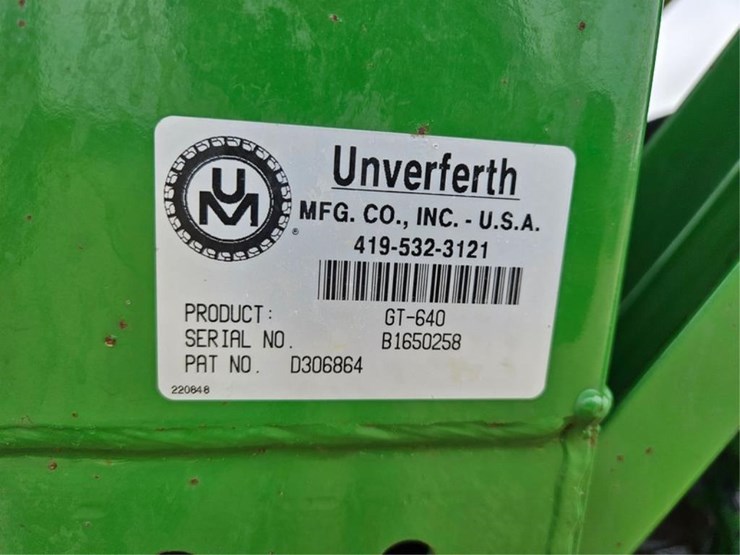 UM
Unverferth
MFG. CO., INC. - U.S.A.
®
419-532-3121
PRODUCT: GT-640
SERIAL NO. B1650258
PAT NO. D306864
220848